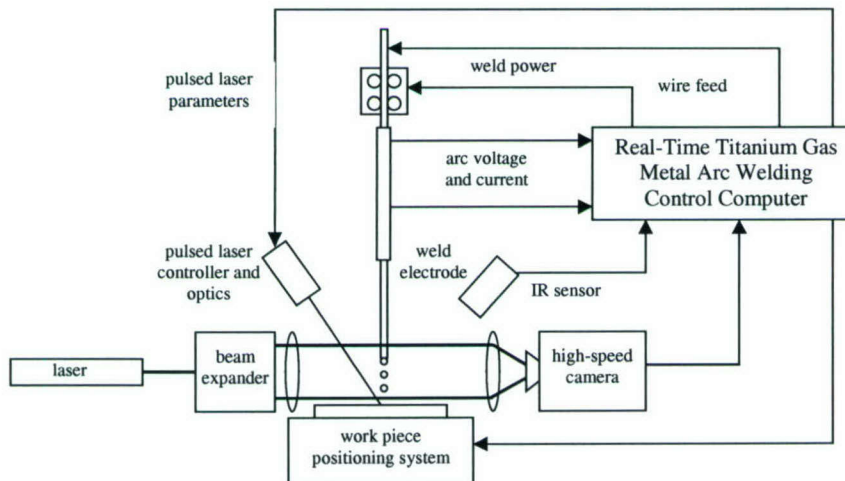 pulsed laser
parameters
weld power
wire feed
arc voltage
and current
Real-Time Titanium Gas
Metal Arc Welding
Control Computer
pulsed laser
controller and
optics
weld
electrode
IR sensor
laser
beam
expander
high-speed
camera
work piece
positioning system